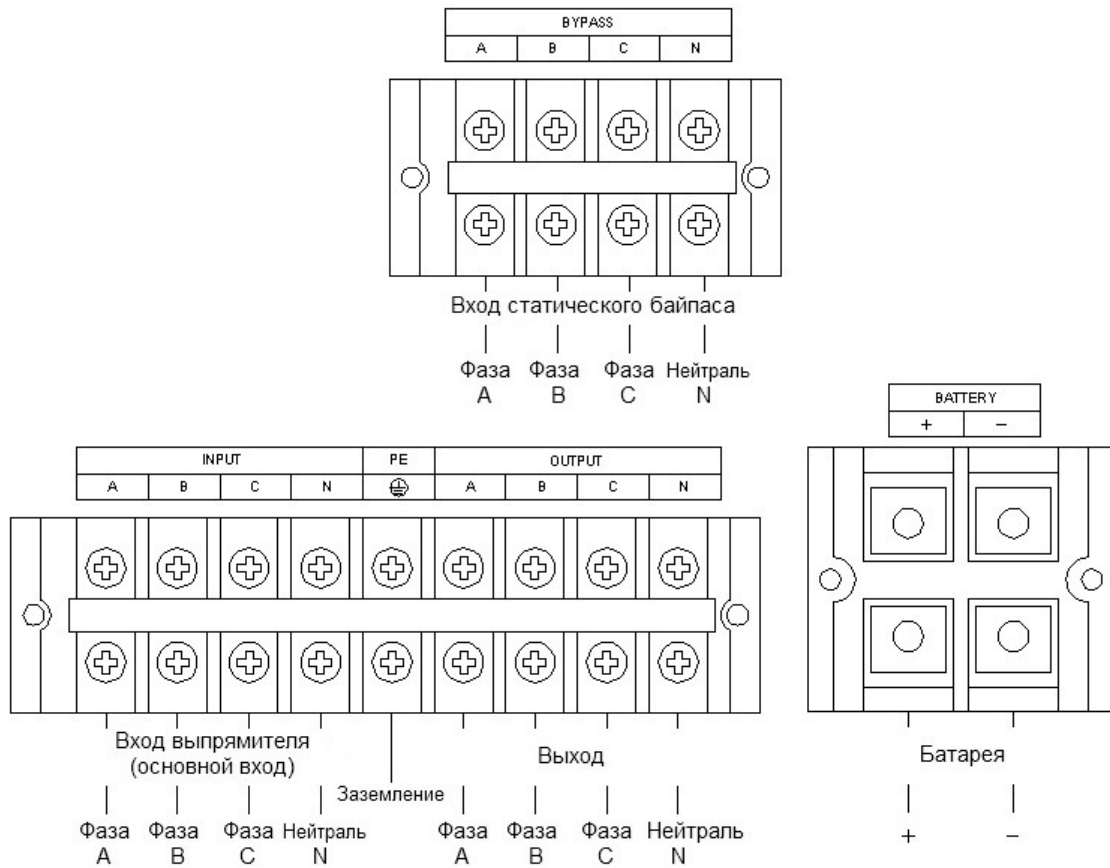 BYPASS
A B C N
Вход статического байпаса
Фаза Фаза Фаза Нейтраль
A B C N
BATTERY
+ −
INPUT PE OUTPUT
A B C N A B C N
Вход выпрямителя
(основной вход)
Выход
Батарея
Заземление
Фаза Фаза Фаза Нейтраль Фаза Фаза Фаза Нейтраль
A B C N A B C N
+ −